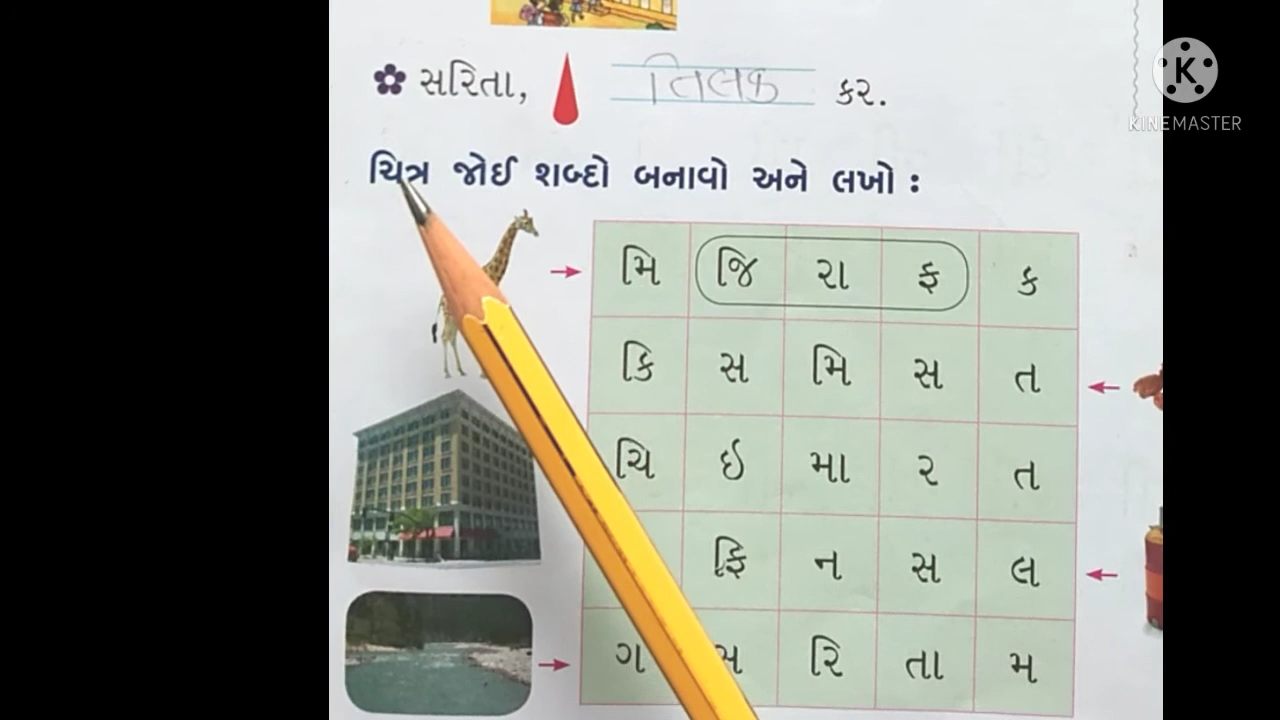 સરિતા, તિલક કર.
K
KINEMASTER
ચિત્ર જોઈ શબ્દો બનાવો અને લખો :
મિ જિ રા ફ ક
કિ સ મિ સ ત
ચિ ઇ મા ર ત
ફિ ન સ લ
ગ સ રિ તા મ